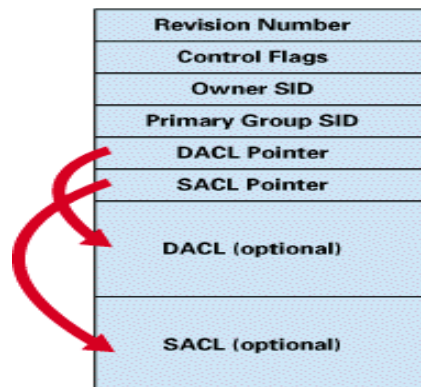 Revision Number
Control Flags
Owner SID
Primary Group SID
DACL Pointer
SACL Pointer
DACL (optional)
SACL (optional)